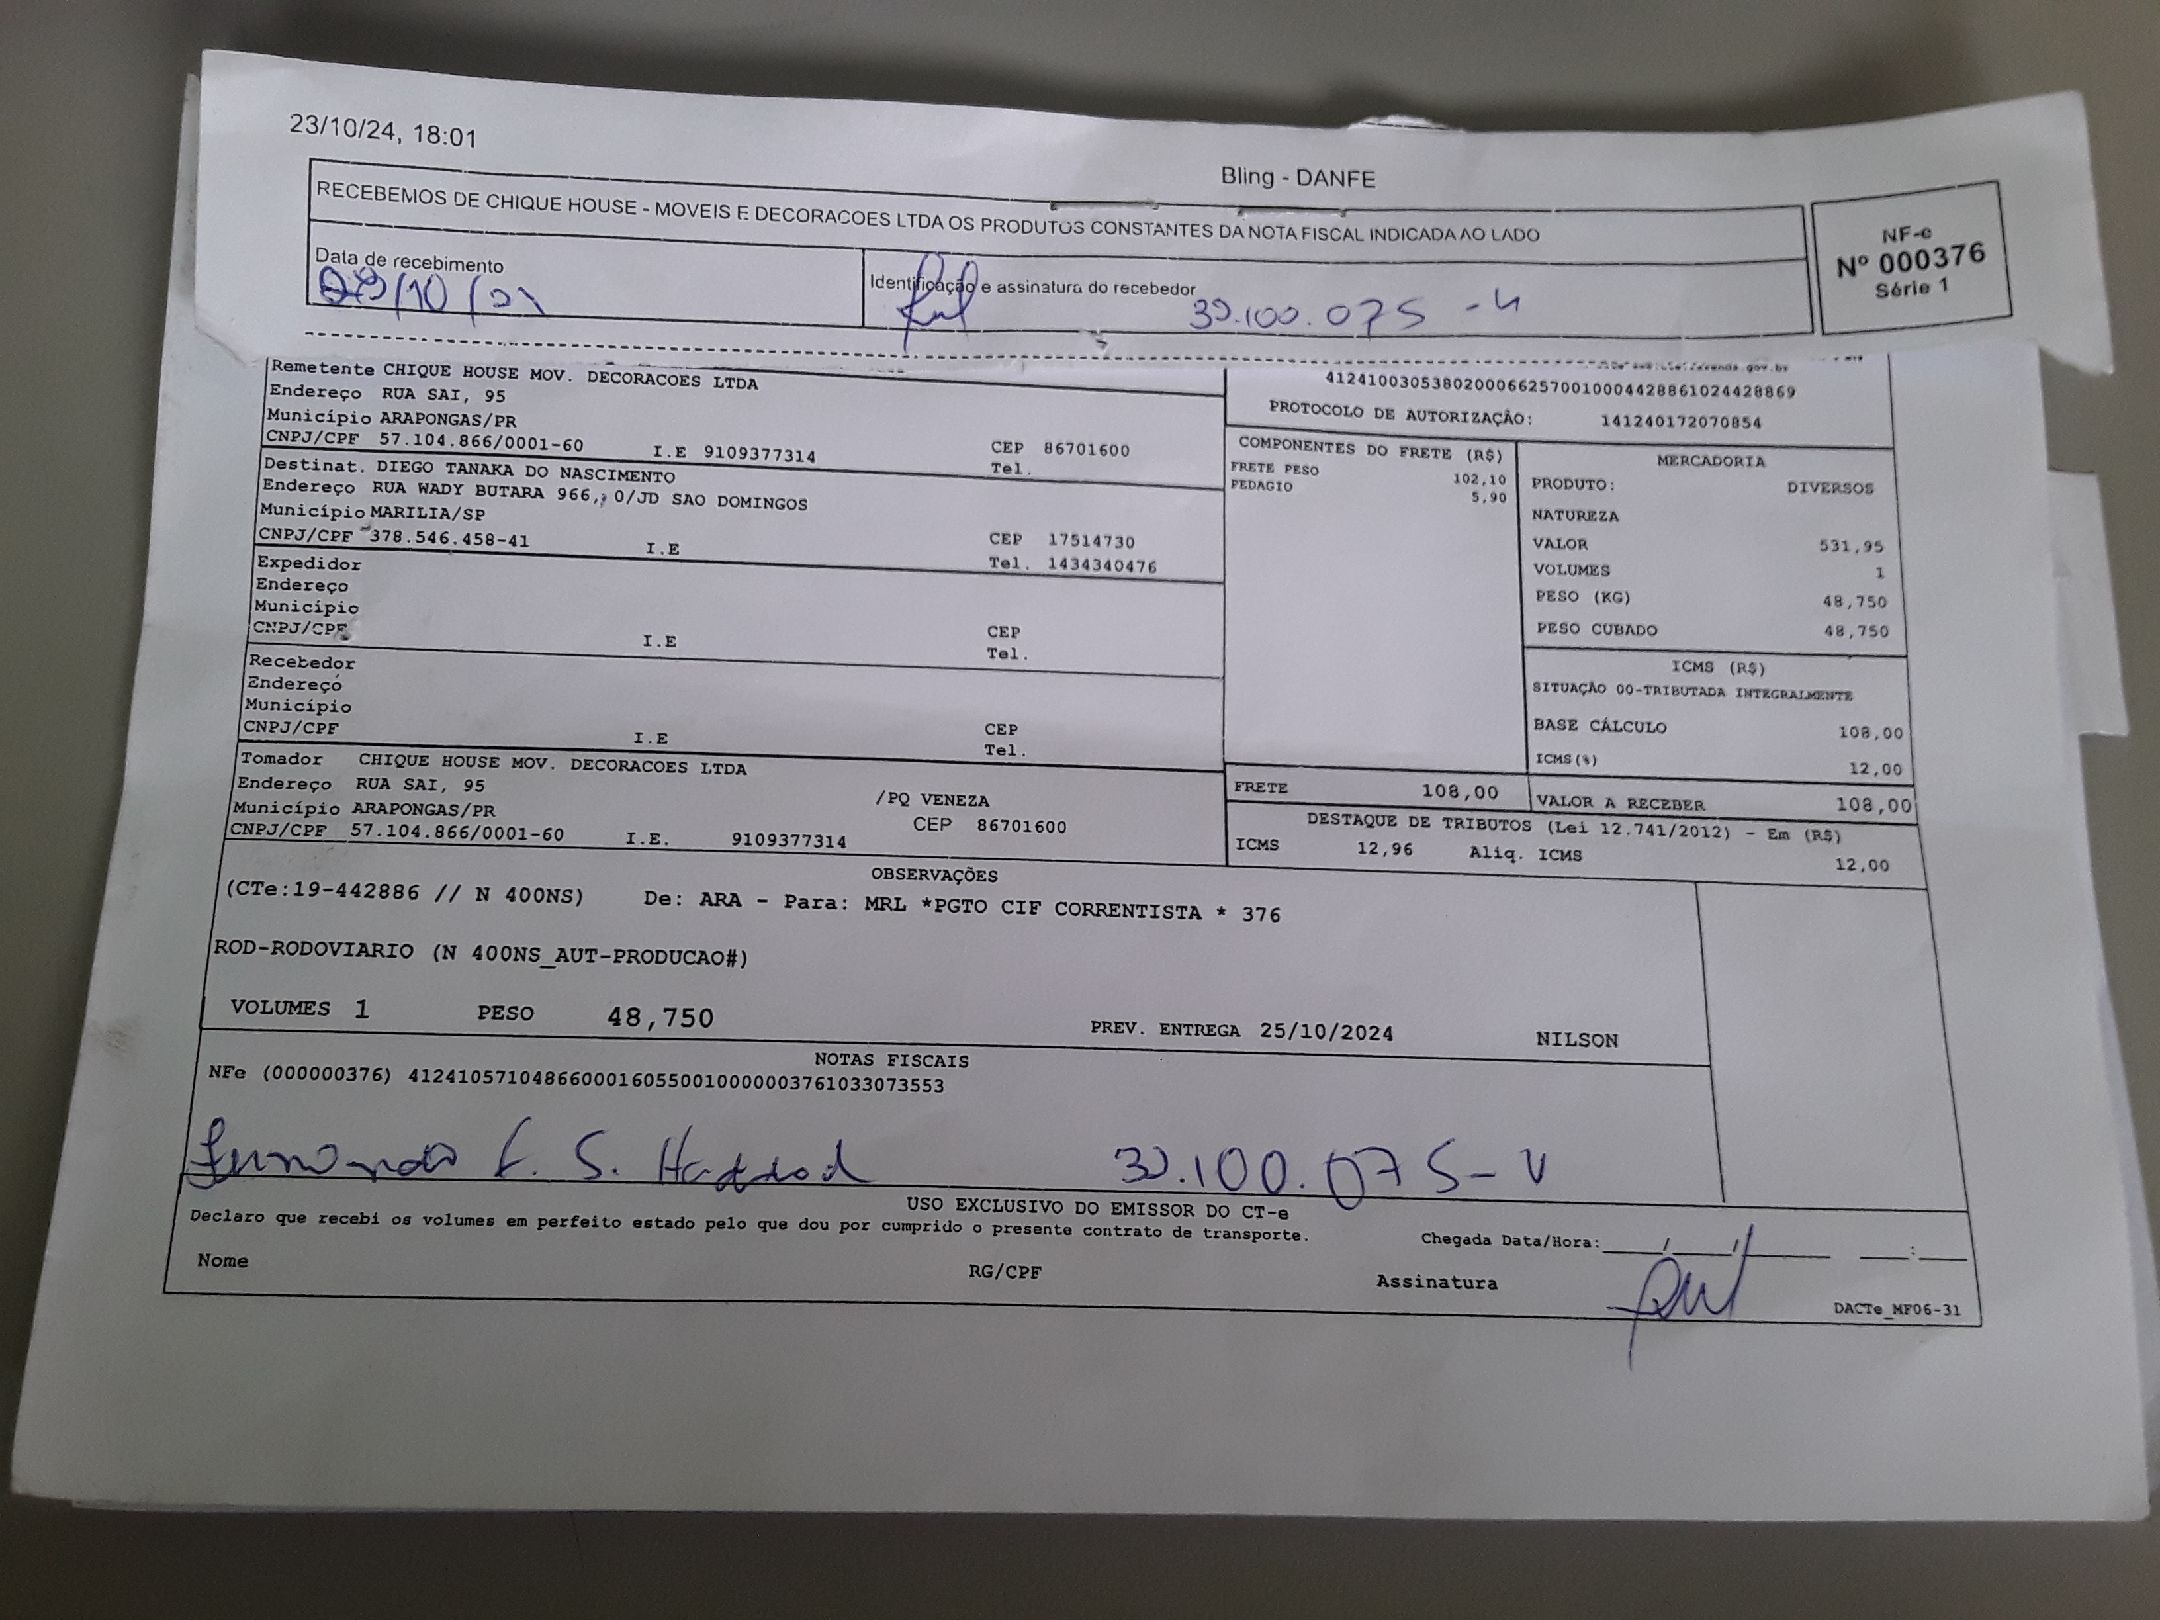 23/10/24, 18:01
Bling - DANFE
RECEBEMOS DE CHIQUE HOUSE - MOVEIS E DECORACOES LTDA OS PRODUTOS CONSTANTES DA NOTA FISCAL INDICADA AO LADO
NF-e
Nº 000376
Série 1
Data de recebimento
Identificação e assinatura do recebedor
Remetente CHIQUE HOUSE MOV. DECORACOES LTDA
Endereço RUA SAI, 95
Município ARAPONGAS/PR
CNPJ/CPF 57.104.866/0001-60 I.E 9109377314 CEP 86701600
Tel.
41241003053802000662570010004428861024428869
PROTOCOLO DE AUTORIZAÇÃO: 141240172070854
Destinat. DIEGO TANAKA DO NASCIMENTO
Endereço RUA WADY BUTARA 966,, 0/JD SAO DOMINGOS
Município MARILIA/SP
CNPJ/CPF 378.546.458-41 I.E CEP 17514730
Tel. 1434340476
Expedidor
Endereço
Município
CNPJ/CPF I.E CEP
Tel.
Recebedor
Endereço
Município
CNPJ/CPF I.E CEP
Tel.
Tomador CHIQUE HOUSE MOV. DECORACOES LTDA
Endereço RUA SAI, 95 /PQ VENEZA
Município ARAPONGAS/PR CEP 86701600
CNPJ/CPF 57.104.866/0001-60 I.E. 9109377314
COMPONENTES DO FRETE (R$)
FRETE PESO 102,10
PEDAGIO 5,90
MERCADORIA
PRODUTO: DIVERSOS
NATUREZA
VALOR 531,95
VOLUMES 1
PESO (KG) 48,750
PESO CUBADO 48,750
ICMS (R$)
SITUAÇÃO 00-TRIBUTADA INTEGRALMENTE
BASE CÁLCULO 108,00
ICMS(%) 12,00
FRETE 108,00 VALOR A RECEBER 108,00
DESTAQUE DE TRIBUTOS (Lei 12.741/2012) - Em (R$)
ICMS 12,96 Aliq. ICMS 12,00
OBSERVAÇÕES
(CTe:19-442886 // N 400NS) De: ARA - Para: MRL *PGTO CIF CORRENTISTA * 376
ROD-RODOVIARIO (N 400NS_AUT-PRODUCAO#)
VOLUMES 1 PESO 48,750 PREV. ENTREGA 25/10/2024 NILSON
NOTAS FISCAIS
NFe (000000376) 41241057104866000160550010000003761033073553
S. Haddad
USO EXCLUSIVO DO EMISSOR DO CT-e
Declaro que recebi os volumes em perfeito estado pelo que dou por cumprido o presente contrato de transporte.
Chegada Data/Hora:____/____/______ ____:____
Nome RG/CPF Assinatura
DACTe_MF06-31